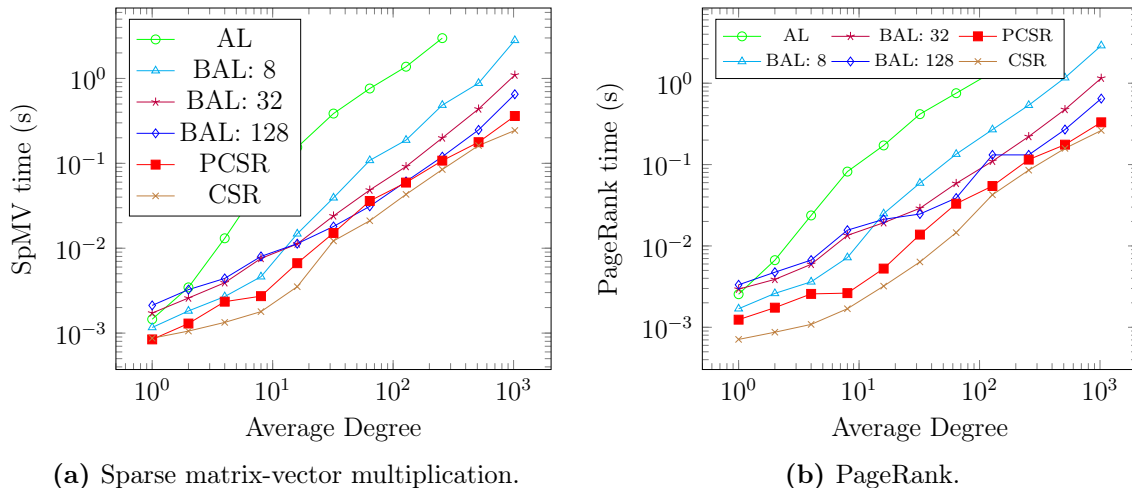 10^0
10^-1
10^-2
10^-3
SpMV time (s)
AL
BAL: 8
BAL: 32
BAL: 128
PCSR
CSR
10^0 10^1 10^2 10^3
Average Degree
(a) Sparse matrix-vector multiplication.
10^0
10^-1
10^-2
10^-3
PageRank time (s)
AL BAL: 32 PCSR
BAL: 8 BAL: 128 CSR
10^0 10^1 10^2 10^3
Average Degree
(b) PageRank.